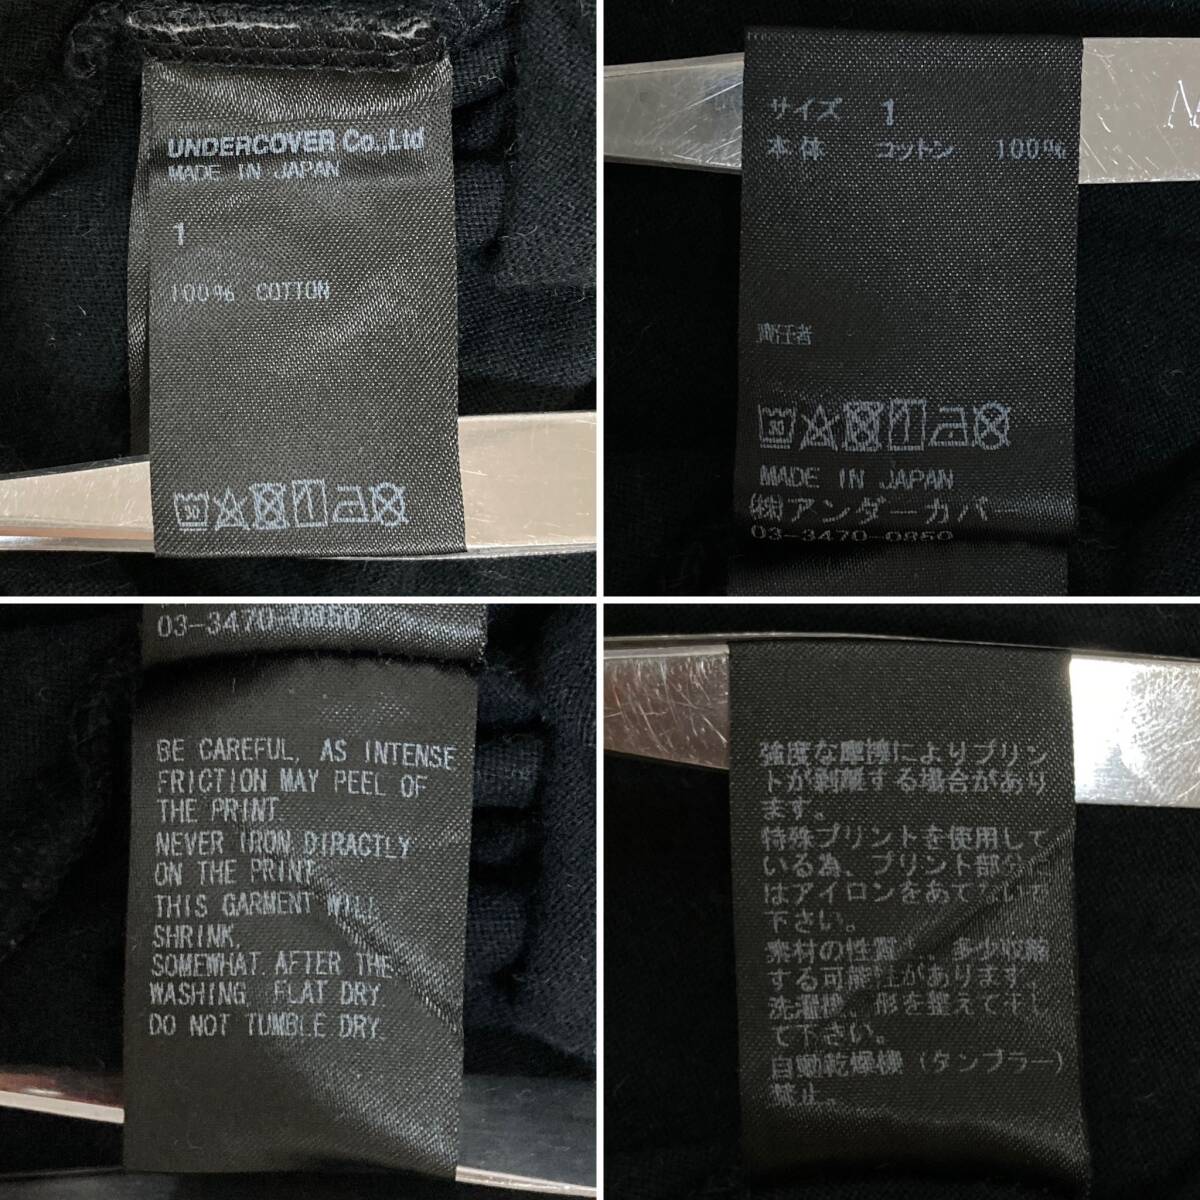 UNDERCOVER Co.,Ltd
MADE IN JAPAN
1
100% COTTON
30
サイズ 1
本体 コットン 100%
責任者
30
MADE IN JAPAN
(株)アンダーカバー
03-3470-0850
03-3470-0850
BE CAREFUL, AS INTENSE
FRICTION MAY PEEL OF
THE PRINT.
NEVER IRON DIRACTLY
ON THE PRINT.
THIS GARMENT WILL
SHRINK.
SOMEWHAT AFTER THE
WASHING, FLAT DRY.
DO NOT TUMBLE DRY.
強度な摩擦によりプリン
トが剥離する場合があり
ます。
特殊プリントを使用して
いる為、プリント部分に
はアイロンをあてないで
下さい。
素材の性質上、多少収縮
する可能性があります。
洗濯後、形を整えて干し
て下さい。
自動乾燥機(タンブラー)
禁止。